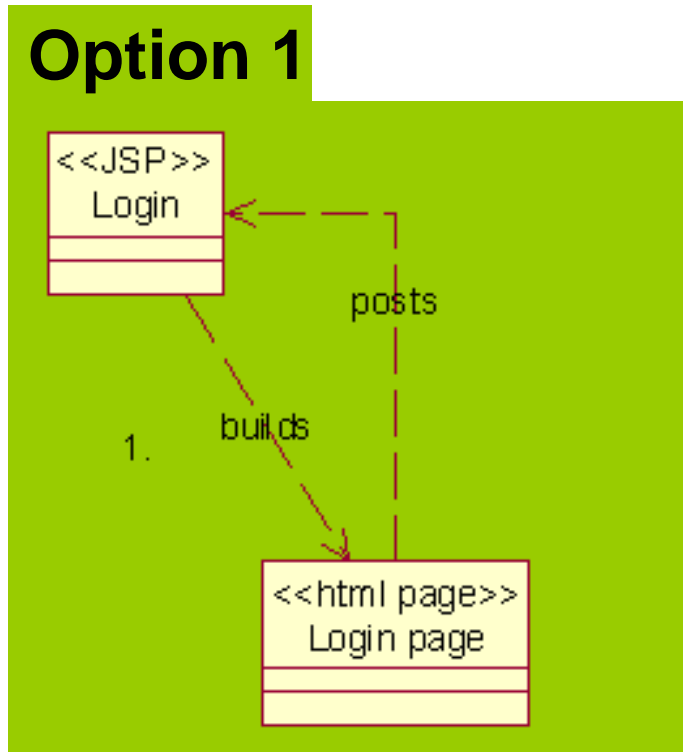 Option 1
<<JSP>>
Login
posts
builds
1.
<<html page>>
Login page